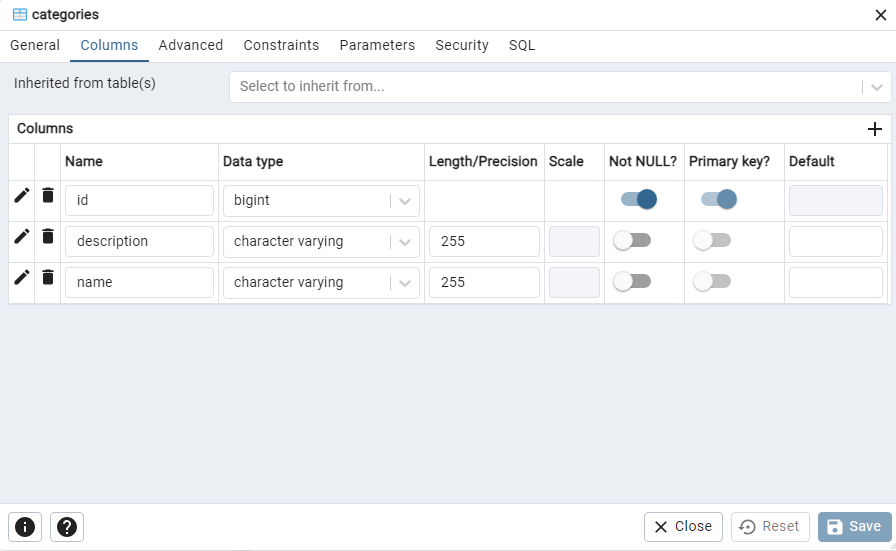 categories
General Columns Advanced Constraints Parameters Security SQL
Inherited from table(s) Select to inherit from...
Columns
Name Data type Length/Precision Scale Not NULL? Primary key? Default
id bigint
description character varying 255
name character varying 255
Close Reset Save